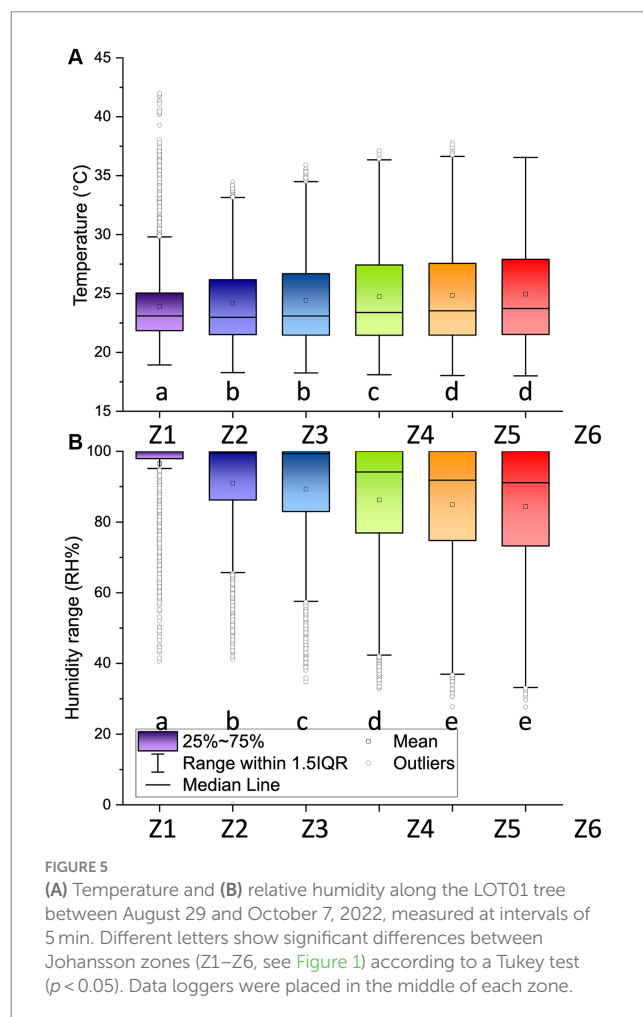 A
45
40
35
30
25
20
15
Temperature (°C)
a b b c d d
Z1 Z2 Z3 Z4 Z5 Z6
B
100
80
60
40
20
0
Humidity range (RH%)
a b c d e e
25%~75% Mean
Range within 1.5IQR Outliers
Median Line
Z1 Z2 Z3 Z4 Z5 Z6
FIGURE 5
(A) Temperature and (B) relative humidity along the LOT01 tree
between August 29 and October 7, 2022, measured at intervals of
5 min. Different letters show significant differences between
Johansson zones (Z1–Z6, see Figure 1) according to a Tukey test
(p < 0.05). Data loggers were placed in the middle of each zone.